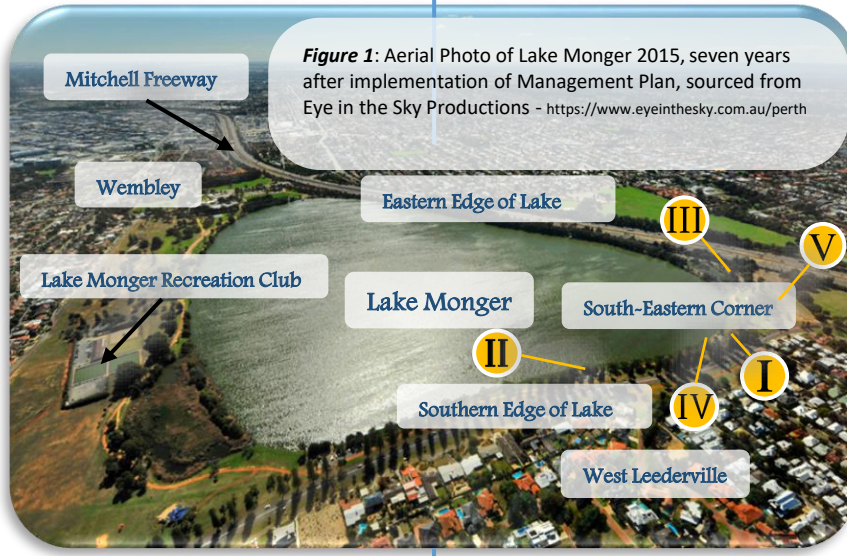 Figure 1: Aerial Photo of Lake Monger 2015, seven years
after implementation of Management Plan, sourced from
Eye in the Sky Productions - https://www.eyeinthesky.com.au/perth
Mitchell Freeway
Wembley
Eastern Edge of Lake
III
V
Lake Monger Recreation Club
Lake Monger
South-Eastern Corner
II
I
IV
Southern Edge of Lake
West Leederville